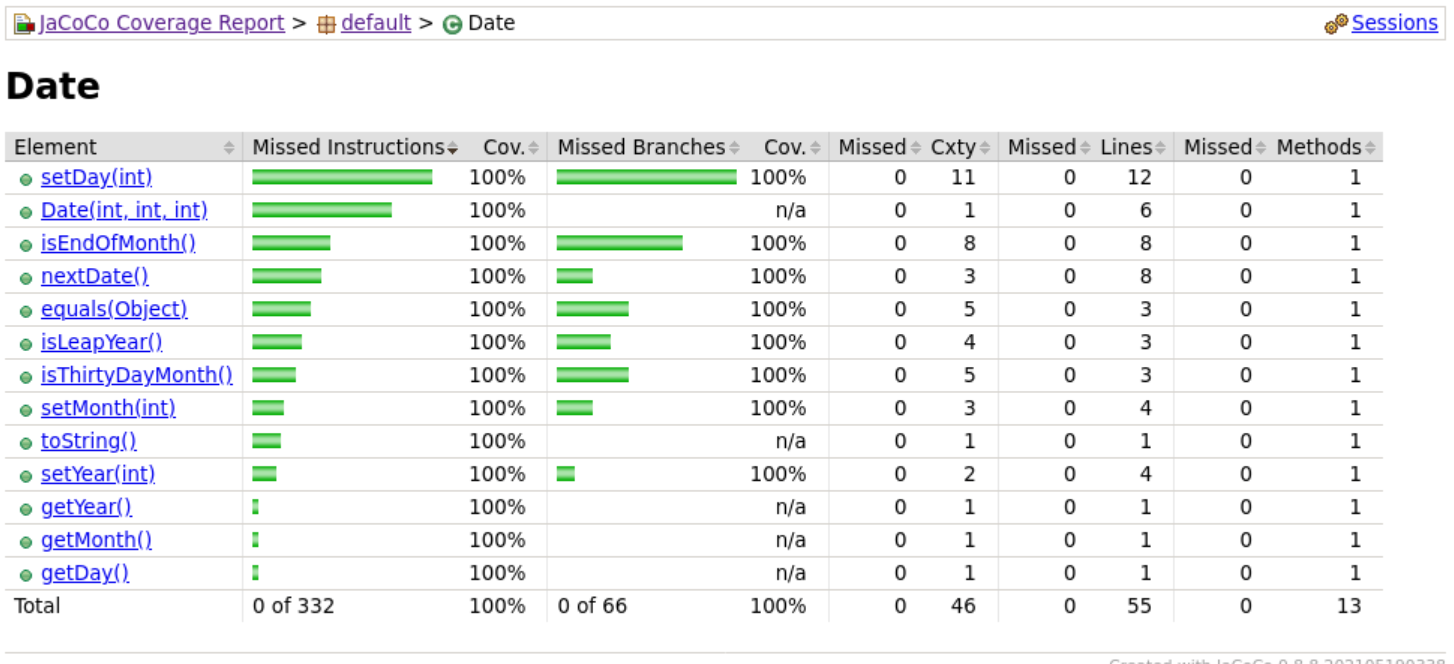 JaCoCo Coverage Report > default > Date Sessions
Date
Element Missed Instructions Cov. Missed Branches Cov. Missed Cxty Missed Lines Missed Methods
setDay(int) 100% 100% 0 11 0 12 0 1
Date(int, int, int) 100% n/a 0 1 0 6 0 1
isEndOfMonth() 100% 100% 0 8 0 8 0 1
nextDate() 100% 100% 0 3 0 8 0 1
equals(Object) 100% 100% 0 5 0 3 0 1
isLeapYear() 100% 100% 0 4 0 3 0 1
isThirtyDayMonth() 100% 100% 0 5 0 3 0 1
setMonth(int) 100% 100% 0 3 0 4 0 1
toString() 100% n/a 0 1 0 1 0 1
setYear(int) 100% 100% 0 2 0 4 0 1
getYear() 100% n/a 0 1 0 1 0 1
getMonth() 100% n/a 0 1 0 1 0 1
getDay() 100% n/a 0 1 0 1 0 1
Total 0 of 332 100% 0 of 66 100% 0 46 0 55 0 13
Created with JaCoCo